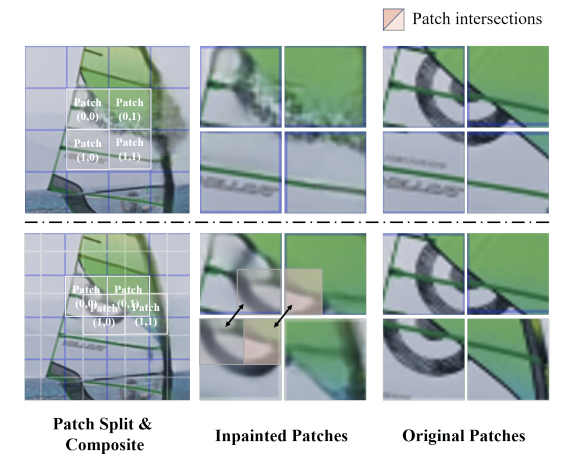 Patch intersections
Patch (0,0)
Patch (0,1)
Patch (1,0)
Patch (1,1)
Patch (0,0)
Patch (0,1)
Patch (1,0)
Patch (1,1)
Patch Split &
Composite
Inpainted Patches
Original Patches